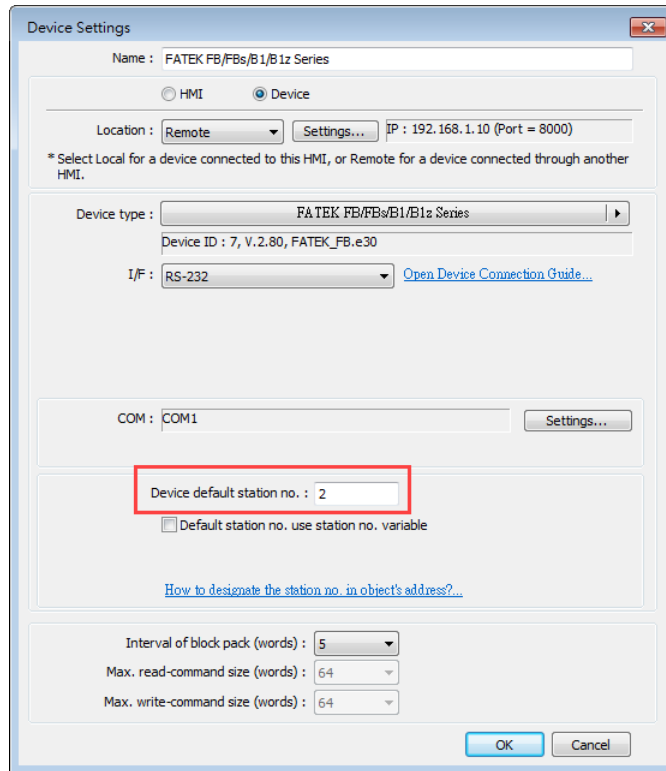 Device Settings
Name : FATEK FB/FBs/B1/B1z Series
HMI Device
Location : Remote Settings... IP : 192.168.1.10 (Port = 8000)
* Select Local for a device connected to this HMI, or Remote for a device connected through another
HMI.
Device type : FATEK FB/FBs/B1/B1z Series
Device ID : 7, V.2.80, FATEK_FB.e30
I/F : RS-232 Open Device Connection Guide...
COM : COM1 Settings...
Device default station no. : 2
Default station no. use station no. variable
How to designate the station no. in object's address?...
Interval of block pack (words) : 5
Max. read-command size (words) : 64
Max. write-command size (words) : 64
OK Cancel